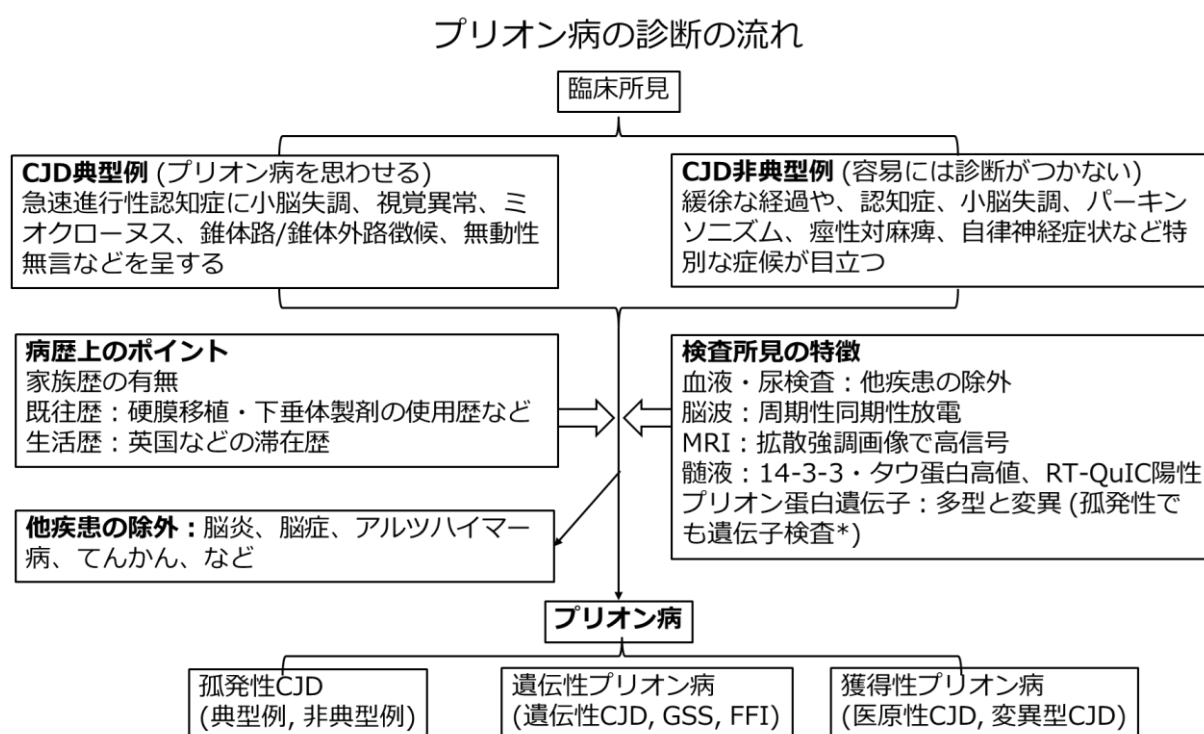 プリオン病の診断の流れ
臨床所見
CJD典型例 (プリオン病を思わせる)
急速進行性認知症に小脳失調、視覚異常、ミ
オクローヌス、錐体路/錐体外路徴候、無動性
無言などを呈する
CJD非典型例 (容易には診断がつかない)
緩徐な経過や、認知症、小脳失調、パーキン
ソニズム、痙性対麻痺、自律神経症状など特
別な症候が目立つ
病歴上のポイント
家族歴の有無
既往歴：硬膜移植・下垂体製剤の使用歴など
生活歴：英国などの滞在歴
検査所見の特徴
血液・尿検査：他疾患の除外
脳波：周期性同期性放電
MRI：拡散強調画像で高信号
髄液：14-3-3・タウ蛋白高値、RT-QuIC陽性
プリオン蛋白遺伝子：多型と変異 (孤発性で
も遺伝子検査*)
他疾患の除外：脳炎、脳症、アルツハイマー
病、てんかん、など
プリオン病
孤発性CJD
(典型例, 非典型例)
遺伝性プリオン病
(遺伝性CJD, GSS, FFI)
獲得性プリオン病
(医原性CJD, 変異型CJD)